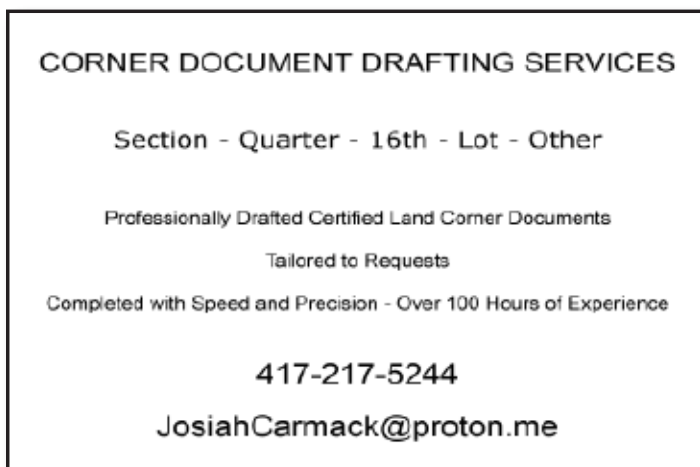 CORNER DOCUMENT DRAFTING SERVICES
Section - Quarter - 16th - Lot - Other
Professionally Drafted Certified Land Corner Documents
Tailored to Requests
Completed with Speed and Precision - Over 100 Hours of Experience
417-217-5244
JosiahCarmack@proton.me